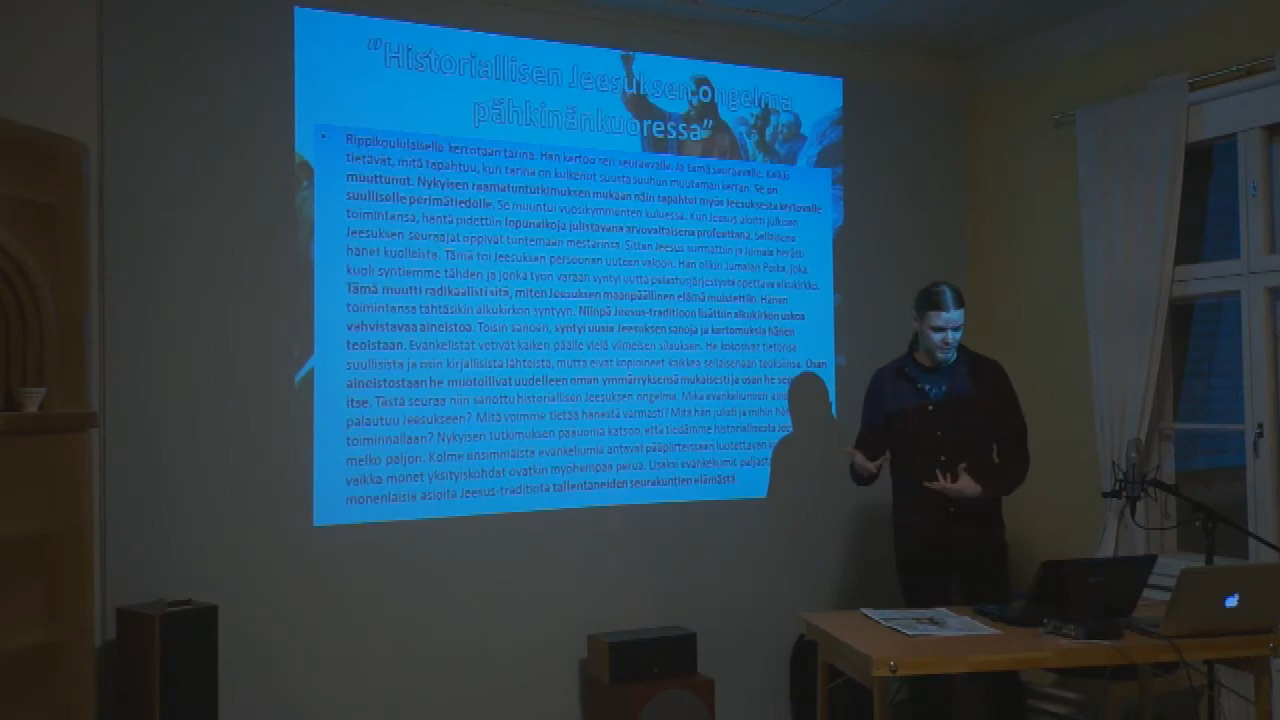 "Historiallisen Jeesuksen ongelma
pähkinänkuoressa"
• Rippikoululaiselle kerrotaan tarina. Hän kertoo sen seuraavalle. Ja tämä seuraavalle. Kaikki
tietävät, mitä tapahtuu, kun tarina on kulkenut suusta suuhun muutaman kerran. Se on
muuttunut. Nykyisen raamatuntutkimuksen mukaan näin tapahtui myös Jeesuksesta kertovalle
suulliselle perimätiedolle. Se muuntui vuosikymmenten kuluessa. Kun Jeesus aloitti julkisen
toimintansa, häntä pidettiin lopunaikoja julistavana arvovaltaisena profeettana. Sellaisena
Jeesuksen seuraajat oppivat tuntemaan mestarinsa. Sitten Jeesus surmattiin ja Jumala herätti
hänet kuolleista. Tämä toi Jeesuksen persoonan uuteen valoon. Hän olikin Jumalan Poika, joka
kuoli syntiemme tähden ja jonka työn varaan syntyi uutta pelastusjärjestystä opettava alkukirkko.
Tämä muutti radikaalisti sitä, miten Jeesuksen maanpäällinen elämä muistettiin. Hänen
toimintansa tähtäsikin alkukirkon syntyyn. Niinpä Jeesus-traditioon lisättiin alkukirkon uskoa
vahvistavaa aineistoa. Toisin sanoen, syntyi uusia Jeesuksen sanoja ja kertomuksia hänen
teoistaan. Evankelistat vetivät kaiken päälle vielä viimeisen silauksen. He kokosivat tietonsa
suullisista ja osin kirjallisista lähteistä, mutta eivät kopioineet kaikkea sellaisenaan teoksiinsa. Osan
aineistostaan he muotoilivat uudelleen oman ymmärryksensä mukaisesti ja osan he
itse. Tästä seuraa niin sanottu historiallisen Jeesuksen ongelma. Mikä evankeliumien
palautuu Jeesukseen? Mitä voimme tietää hänestä varmasti? Mitä hän julisti ja mihin
toiminnallaan? Nykyisen tutkimuksen pääuoma katsoo, että tiedämme historiallisesta
melko paljon. Kolme ensimmäistä evankeliumia antavat pääpiirteissään luotettavan
vaikka monet yksityiskohdat ovatkin myöhempää perua. Lisäksi evankeliumit
monenlaisia asioita Jeesus-traditiota tallentaneiden seurakuntien elämästä